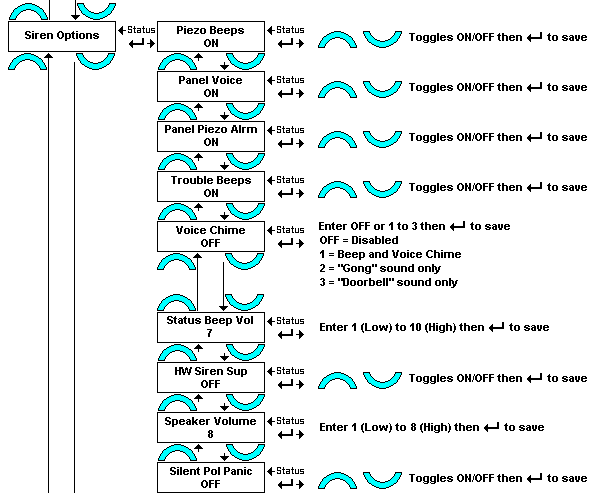 Siren Options
Status
Piezo Beeps
ON
Status
Toggles ON/OFF then ↵ to save
Panel Voice
ON
Status
Toggles ON/OFF then ↵ to save
Panel Piezo Alrm
ON
Status
Toggles ON/OFF then ↵ to save
Trouble Beeps
ON
Status
Toggles ON/OFF then ↵ to save
Voice Chime
OFF
Status
Enter OFF or 1 to 3 then ↵ to save
OFF = Disabled
1 = Beep and Voice Chime
2 = "Gong" sound only
3 = "Doorbell" sound only
Status Beep Vol
7
Status
Enter 1 (Low) to 10 (High) then ↵ to save
HW Siren Sup
OFF
Status
Toggles ON/OFF then ↵ to save
Speaker Volume
8
Status
Enter 1 (Low) to 8 (High) then ↵ to save
Silent Pol Panic
OFF
Status
Toggles ON/OFF then ↵ to save